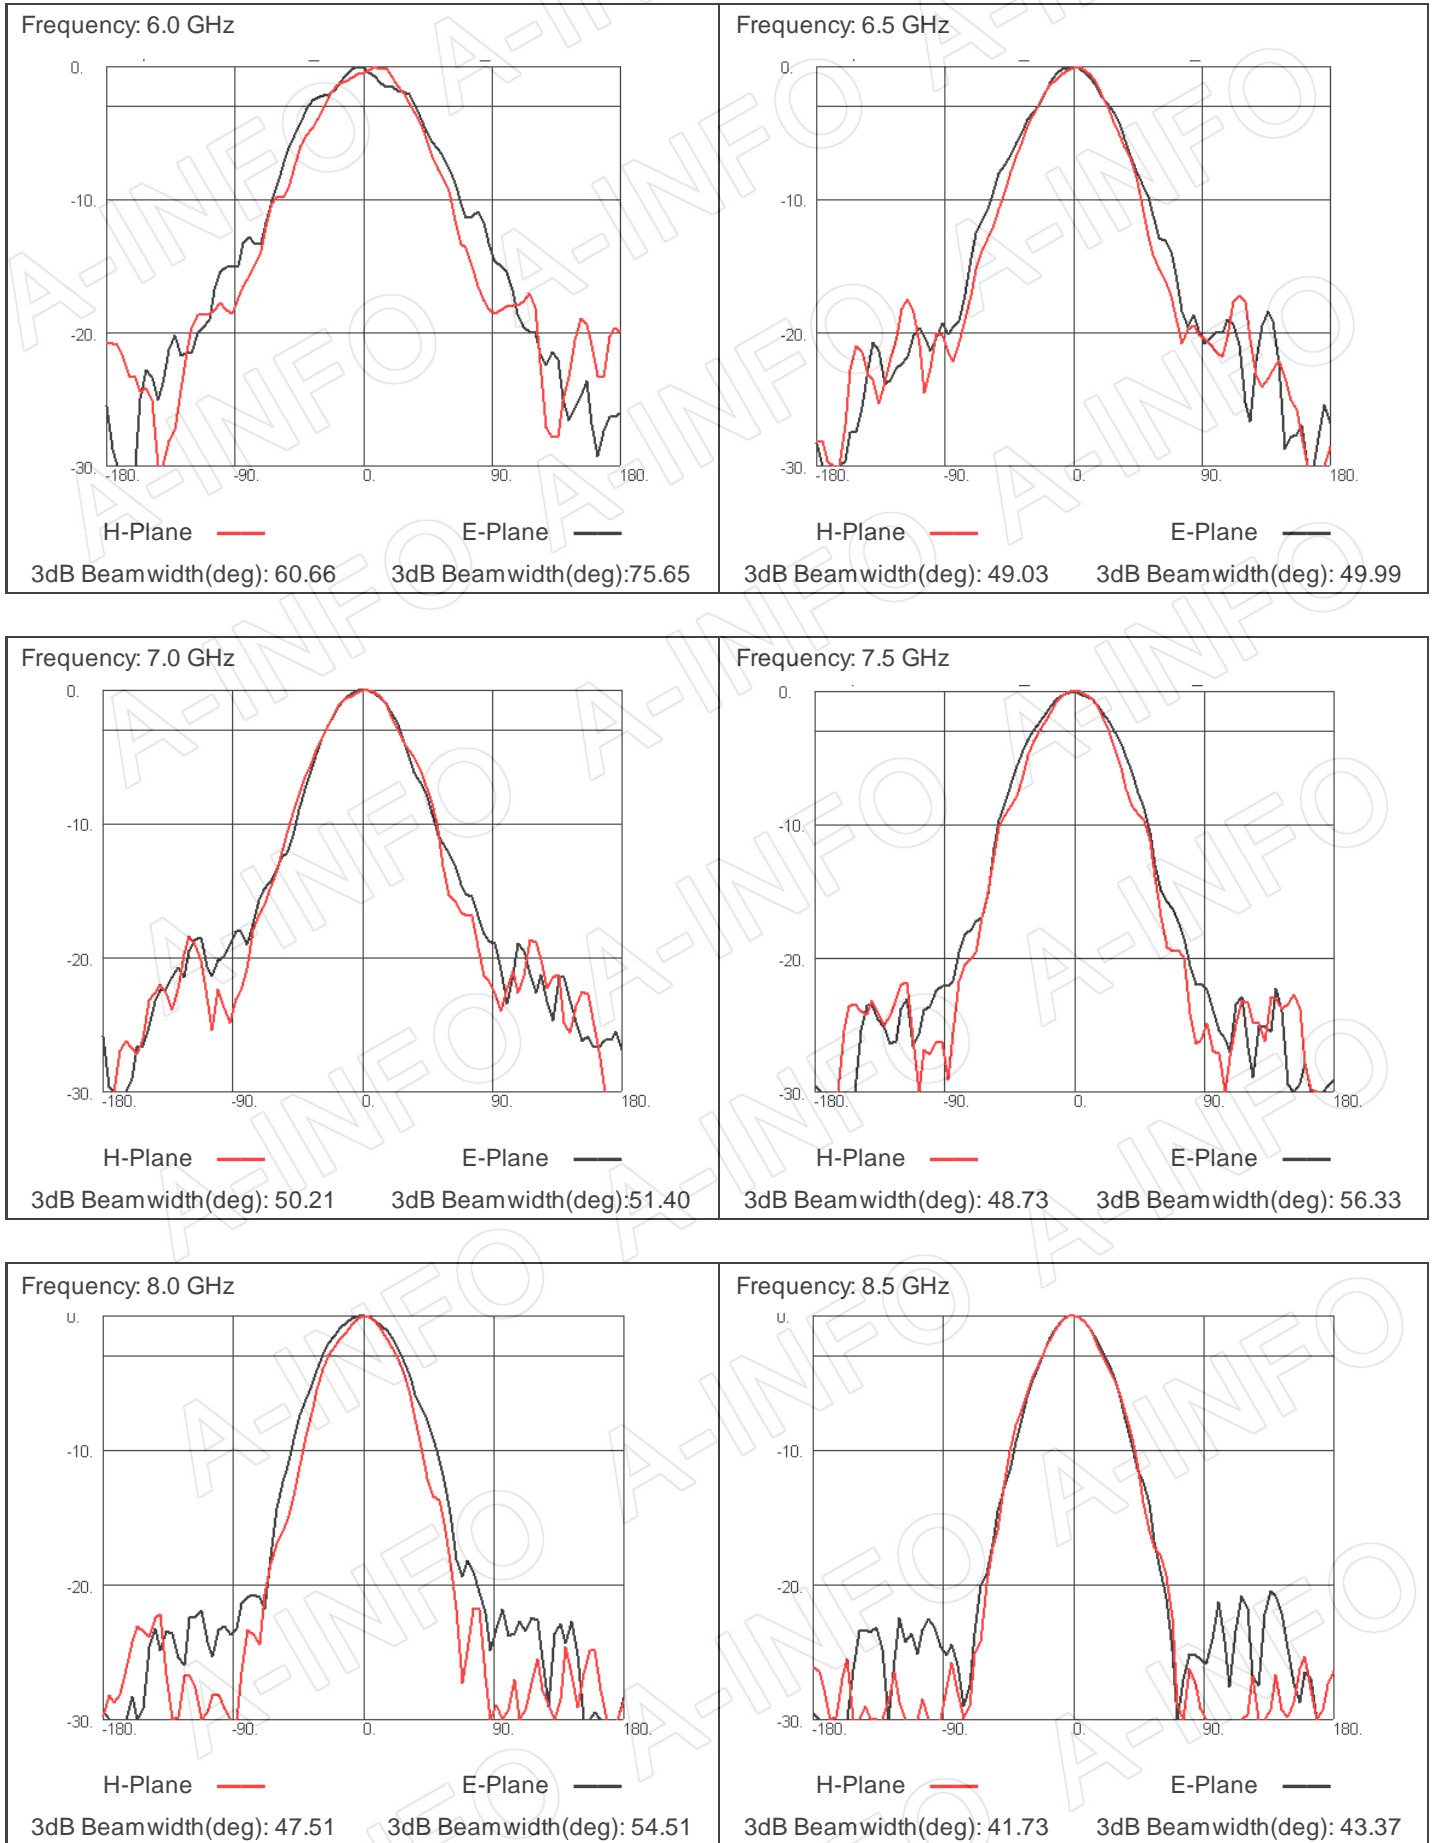 Frequency: 6.0 GHz
0.
-10.
-20.
-30.
-180. -90. 0. 90. 180.
H-Plane E-Plane
3dB Beamwidth(deg): 60.66 3dB Beamwidth(deg):75.65
Frequency: 6.5 GHz
0.
-10.
-20.
-30.
-180. -90. 0. 90. 180.
H-Plane E-Plane
3dB Beamwidth(deg): 49.03 3dB Beamwidth(deg): 49.99
Frequency: 7.0 GHz
0.
-10.
-20.
-30.
-180. -90. 0. 90. 180.
H-Plane E-Plane
3dB Beamwidth(deg): 50.21 3dB Beamwidth(deg):51.40
Frequency: 7.5 GHz
0.
-10.
-20.
-30.
-180. -90. 0. 90. 180.
H-Plane E-Plane
3dB Beamwidth(deg): 48.73 3dB Beamwidth(deg): 56.33
Frequency: 8.0 GHz
0.
-10.
-20.
-30.
-180. -90. 0. 90. 180.
H-Plane E-Plane
3dB Beamwidth(deg): 47.51 3dB Beamwidth(deg): 54.51
Frequency: 8.5 GHz
0.
-10.
-20.
-30.
-180. -90. 0. 90. 180.
H-Plane E-Plane
3dB Beamwidth(deg): 41.73 3dB Beamwidth(deg): 43.37
A-INFO